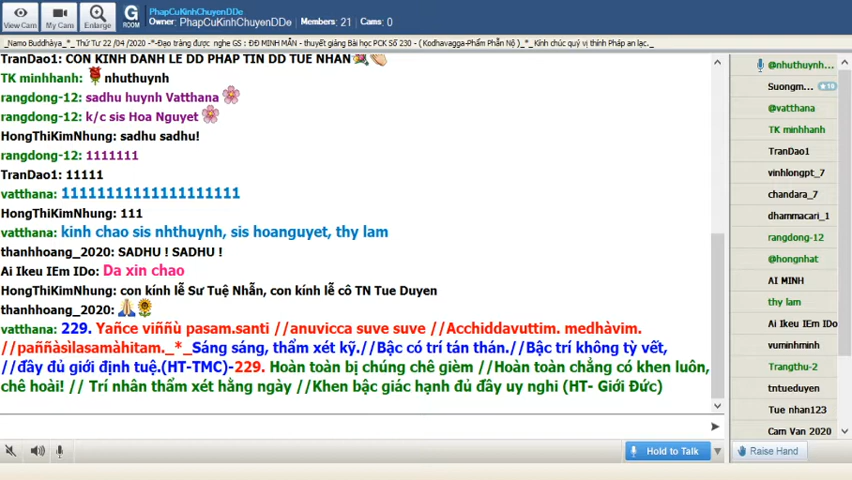 PhapCuKinhChuyenDDe
Owner: PhapCuKinhChuyenDDe Members: 21 Cams: 0
View Cam My Cam Enlarge G ROOM
_Namo Buddhàya_*_ Thứ Tư 22 /04 /2020 -*-Đạo tràng được nghe GS : ĐĐ MINH MẪN - thuyết giảng Bài học PCK Số 230 - ( Kodhavagga-Phẩm Phẫn Nộ )_*_Kính chúc quý vị thính Pháp an lạc._
TranDao1: CON KINH DANH LE DD PHAP TIN DD TUE NHAN
TK minhhanh: nhuthuynh
rangdong-12: sadhu huynh Vatthana
rangdong-12: k/c sis Hoa Nguyet
HongThiKimNhung: sadhu sadhu!
rangdong-12: 1111111
TranDao1: 11111
vatthana: 11111111111111111111
HongThiKimNhung: 111
vatthana: kinh chao sis nhthuynh, sis hoanguyet, thy lam
thanhhoang_2020: SADHU ! SADHU !
Ai Ikeu IEm IDo: Da xin chao
HongThiKimNhung: con kính lễ Sư Tuệ Nhẫn, con kính lễ cô TN Tue Duyen
thanhhoang_2020:
vatthana: 229. Yañce viññù pasam.santi //anuvicca suve suve //Acchiddavuttim. medhàvim.
//paññàsìlasamàhitam._*_Sáng sáng, thẩm xét kỹ.//Bậc có trí tán thán.//Bậc trí không tỳ vết,
//đây đủ giới định tuệ.(HT-TMC)-229. Hoàn toàn bị chúng chê gièm //Hoàn toàn chẳng có khen luôn,
chê hoài! // Trí nhân thẩm xét hằng ngày //Khen bậc giác hạnh đủ đây uy nghi (HT- Giới Đức)
@nhuthuynh...
Suongm... 10
@vatthana
TK minhhanh
TranDao1
vinhlongpt_7
chandara_7
dhammacari_1
rangdong-12
@hongnhat
AI MINH
thy lam
Ai Ikeu IEm IDo
vuminhminh
Trangthu-2
tntueduyen
Tue nhan123
Cam Van 2020
Hold to Talk
Raise Hand